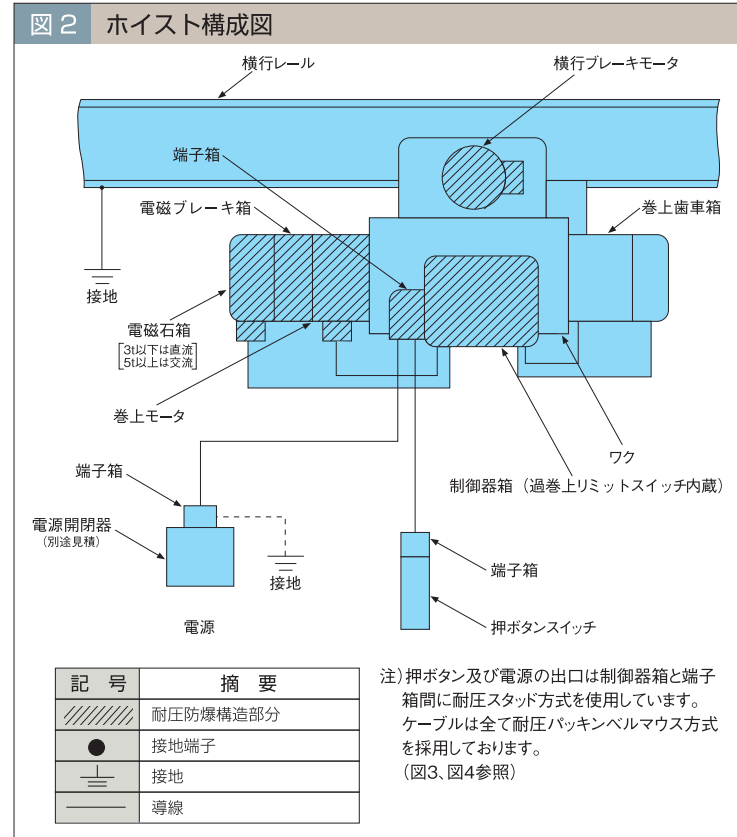 図2 ホイスト構成図
横行レール
横行ブレーキモータ
端子箱
電磁ブレーキ箱
巻上歯車箱
接地
電磁石箱
[3t以下は直流
5t以上は交流]
巻上モータ
ワク
端子箱
制御器箱（過巻上リミットスイッチ内蔵）
電源開閉器
(別途見積)
接地
端子箱
電源
押ボタンスイッチ
記号 摘要
耐圧防爆構造部分
接地端子
接地
導線
注)押ボタン及び電源の出口は制御器箱と端子
箱間に耐圧スタッド方式を使用しています。
ケーブルは全て耐圧パッキンベルマウス方式
を採用しております。
(図3、図4参照)